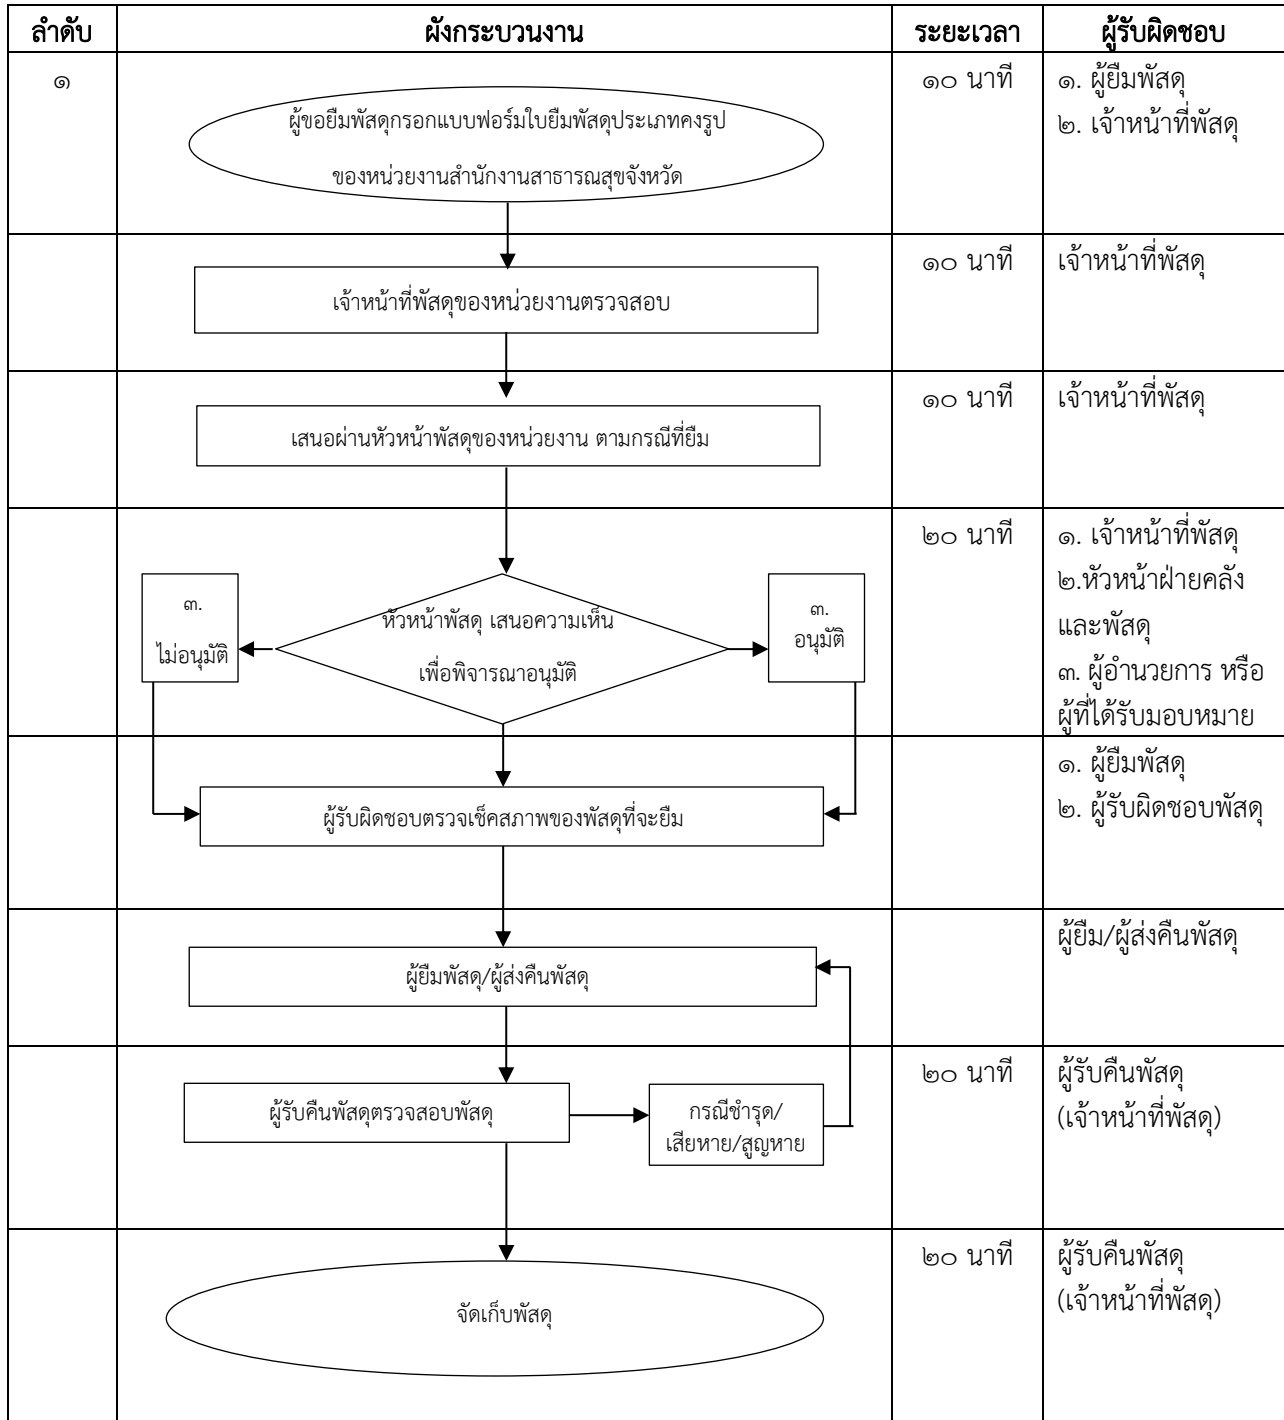 ลำดับ
ผังกระบวนงาน
ระยะเวลา
ผู้รับผิดชอบ
๑
ผู้ขอยืมพัสดุกรอกแบบฟอร์มใบยืมพัสดุประเภทคงรูป
ของหน่วยงานสำนักงานสาธารณสุขจังหวัด
๑๐ นาที
๑. ผู้ยืมพัสดุ
๒. เจ้าหน้าที่พัสดุ
เจ้าหน้าที่พัสดุของหน่วยงานตรวจสอบ
๑๐ นาที
เจ้าหน้าที่พัสดุ
เสนอผ่านหัวหน้าพัสดุของหน่วยงาน ตามกรณีที่ยืม
๑๐ นาที
เจ้าหน้าที่พัสดุ
๓.
ไม่อนุมัติ
หัวหน้าพัสดุ เสนอความเห็น
เพื่อพิจารณาอนุมัติ
๓.
อนุมัติ
๒๐ นาที
๑. เจ้าหน้าที่พัสดุ
๒.หัวหน้าฝ่ายคลัง
และพัสดุ
๓. ผู้อำนวยการ หรือ
ผู้ที่ได้รับมอบหมาย
ผู้รับผิดชอบตรวจเช็คสภาพของพัสดุที่จะยืม
๑. ผู้ยืมพัสดุ
๒. ผู้รับผิดชอบพัสดุ
ผู้ยืมพัสดุ/ผู้ส่งคืนพัสดุ
ผู้ยืม/ผู้ส่งคืนพัสดุ
ผู้รับคืนพัสดุตรวจสอบพัสดุ
กรณีชำรุด/
เสียหาย/สูญหาย
๒๐ นาที
ผู้รับคืนพัสดุ
(เจ้าหน้าที่พัสดุ)
จัดเก็บพัสดุ
๒๐ นาที
ผู้รับคืนพัสดุ
(เจ้าหน้าที่พัสดุ)